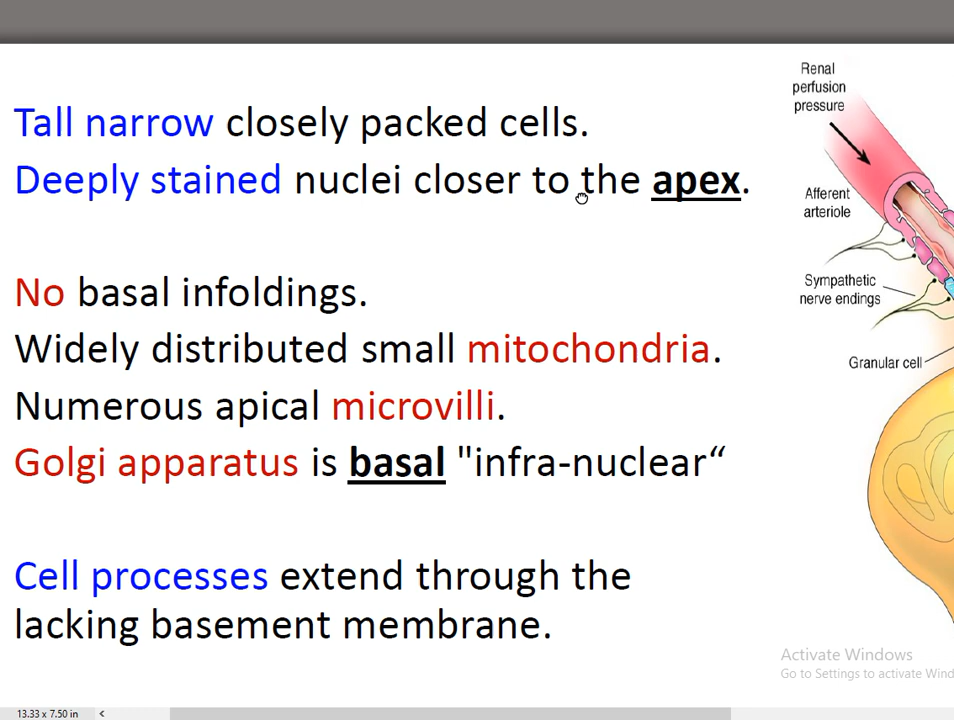 Tall narrow closely packed cells.
Deeply stained nuclei closer to the apex.
No basal infoldings.
Widely distributed small mitochondria.
Numerous apical microvilli.
Golgi apparatus is basal "infra-nuclear“
Cell processes extend through the
lacking basement membrane.
Renal
perfusion
pressure
Afferent
arteriole
Sympathetic
nerve endings
Granular cell
Activate Windows
Go to Settings to activate Wind
13.33 x 7.50 in